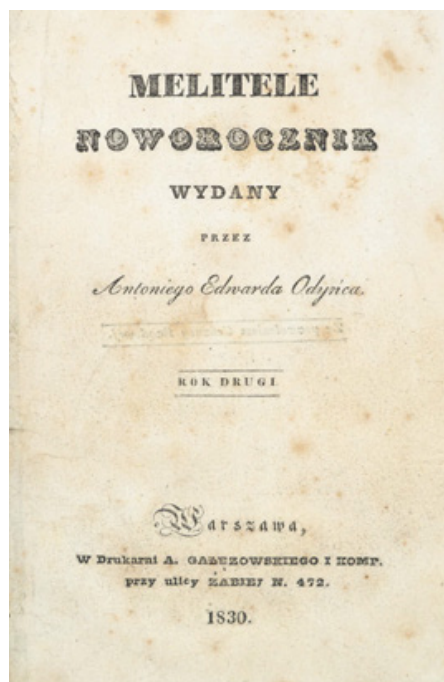 MELITELE
NOWOROCZNIK
WYDANY
PRZEZ
Antoniego Edwarda Odyńca.
ROK DRUGI
Warszawa,
W Drukarni A. GAŁĘZOWSKIEGO I KOMP.
przy ulicy ŻABIEJ N. 472.
1830.